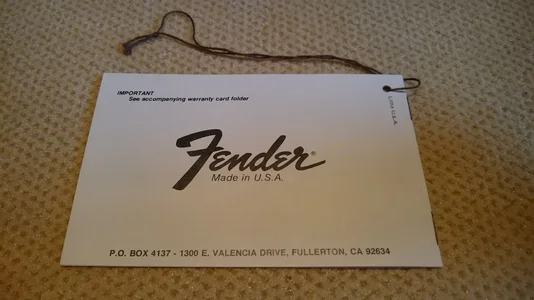 IMPORTANT
See accompanying warranty card folder
Fender®
Made in U.S.A.
P.O. BOX 4137 - 1300 E. VALENCIA DRIVE, FULLERTON, CA 92634